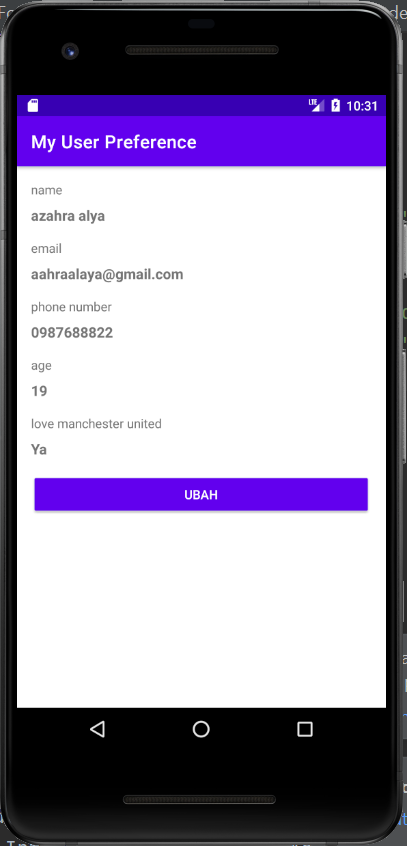 LTE 10:31
My User Preference
name
azahra alya
email
aahraalaya@gmail.com
phone number
0987688822
age
19
love manchester united
Ya
UBAH